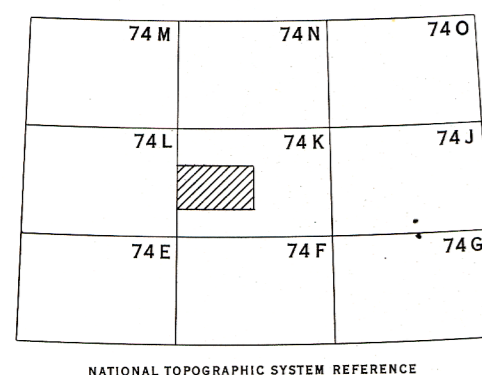 74 M 74 N 74 O
74 L 74 K 74 J
74 E 74 F 74 G
NATIONAL TOPOGRAPHIC SYSTEM REFERENCE